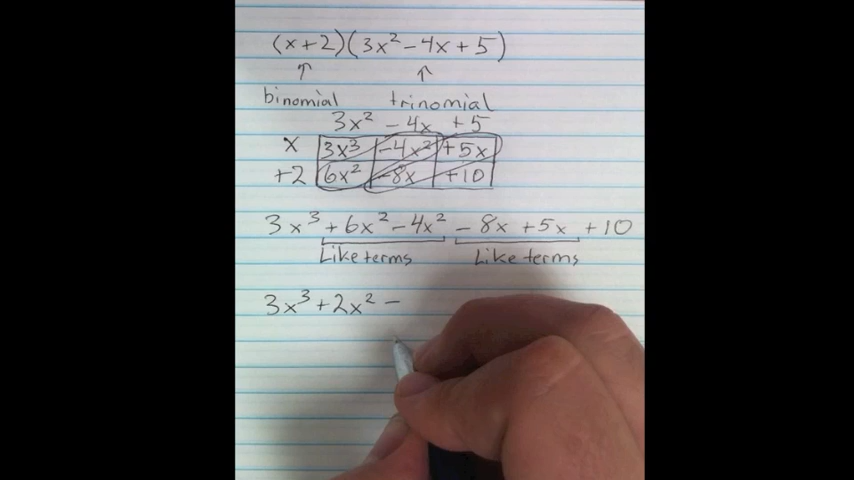 (x+2)(3x²-4x+5)
↑ ↑
binomial trinomial
3x² -4x +5
x 3x³ -4x² +5x
+2 6x² -8x +10
3x³ +6x² -4x² -8x +5x +10
Like terms Like terms
3x³ +2x² -